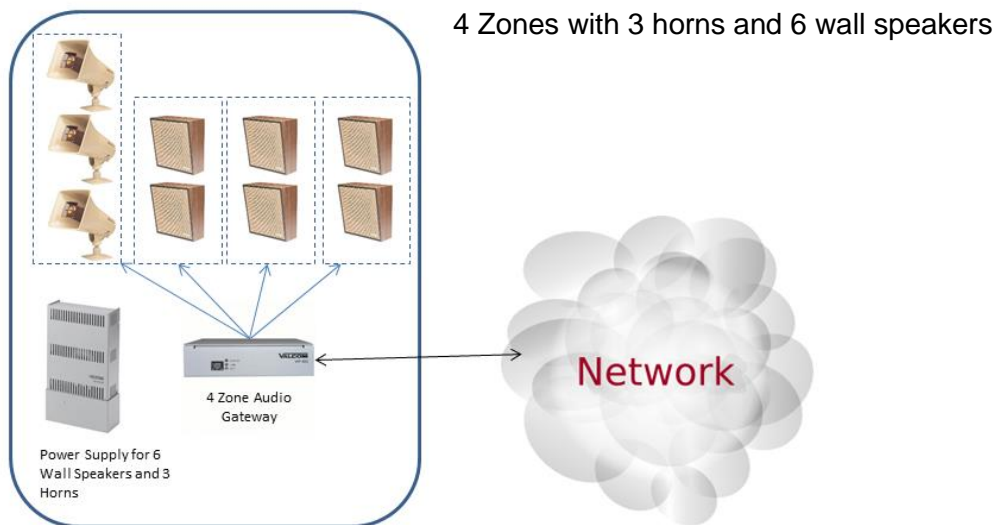 4 Zones with 3 horns and 6 wall speakers
VALCOM
4 Zone Audio
Gateway
Network
Power Supply for 6
Wall Speakers and 3
Horns